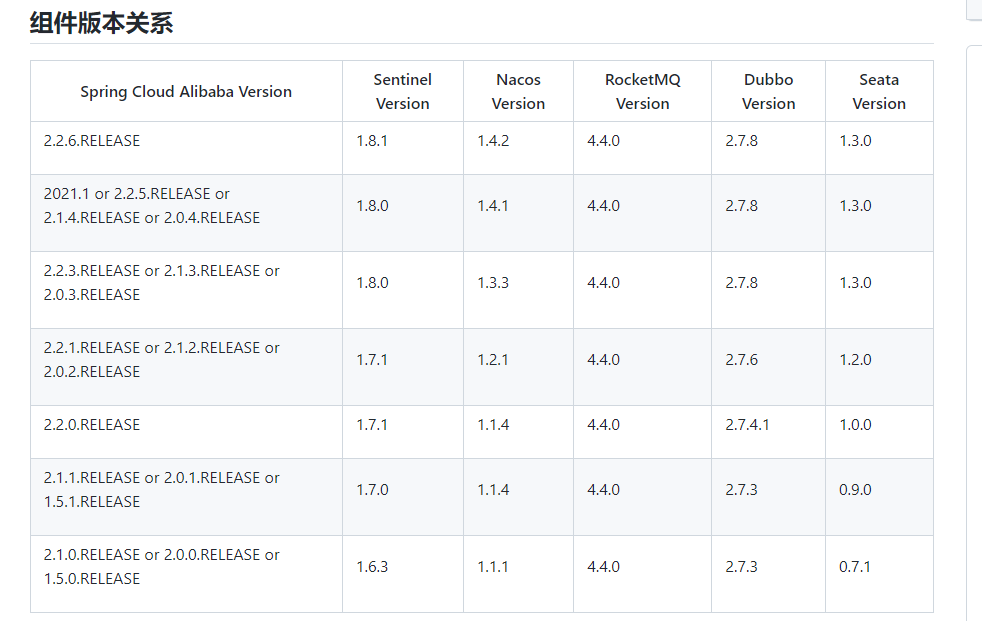 组件版本关系
Spring Cloud Alibaba Version
Sentinel
Version
Nacos
Version
RocketMQ
Version
Dubbo
Version
Seata
Version
2.2.6.RELEASE
1.8.1
1.4.2
4.4.0
2.7.8
1.3.0
2021.1 or 2.2.5.RELEASE or
2.1.4.RELEASE or 2.0.4.RELEASE
1.8.0
1.4.1
4.4.0
2.7.8
1.3.0
2.2.3.RELEASE or 2.1.3.RELEASE or
2.0.3.RELEASE
1.8.0
1.3.3
4.4.0
2.7.8
1.3.0
2.2.1.RELEASE or 2.1.2.RELEASE or
2.0.2.RELEASE
1.7.1
1.2.1
4.4.0
2.7.6
1.2.0
2.2.0.RELEASE
1.7.1
1.1.4
4.4.0
2.7.4.1
1.0.0
2.1.1.RELEASE or 2.0.1.RELEASE or
1.5.1.RELEASE
1.7.0
1.1.4
4.4.0
2.7.3
0.9.0
2.1.0.RELEASE or 2.0.0.RELEASE or
1.5.0.RELEASE
1.6.3
1.1.1
4.4.0
2.7.3
0.7.1